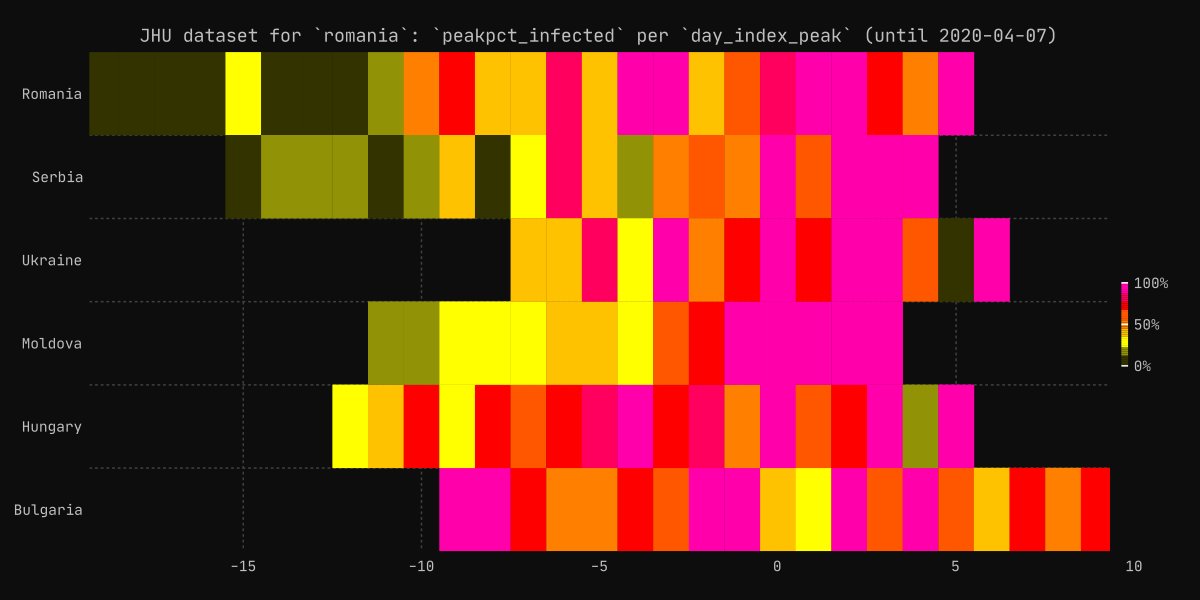 JHU dataset for `romania`: `peakpct_infected` per `day_index_peak` (until 2020-04-07)
Romania
Serbia
Ukraine
Moldova
Hungary
Bulgaria
100%
50%
0%
-15 -10 -5 0 5 10